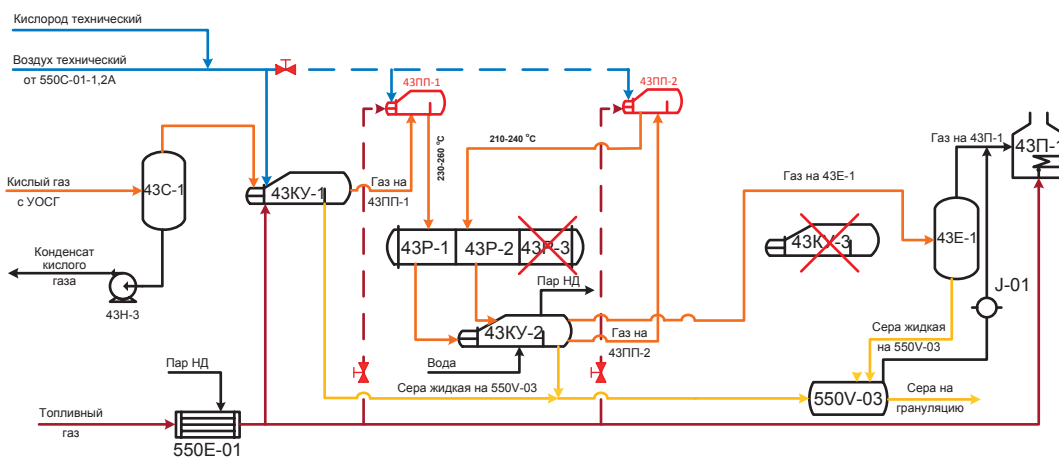 Кислород технический
Воздух технический
от 550С-01-1,2А
43ПП-1
43ПП-2
230-260 °С
210-240 °С
Газ на 43П-1
43П-1
43С-1
Кислый газ
с УОСГ
43КУ-1
Газ на
43ПП-1
Газ на 43Е-1
43Р-1
43Р-2
43Р-3
43КУ-3
43Е-1
Конденсат
кислого
газа
43Н-3
Пар НД
J-01
43КУ-2
Газ на
43ПП-2
Вода
Сера жидкая
на 550V-03
Пар НД
Сера жидкая на 550V-03
550V-03
Сера на
грануляцию
Топливный
газ
550Е-01